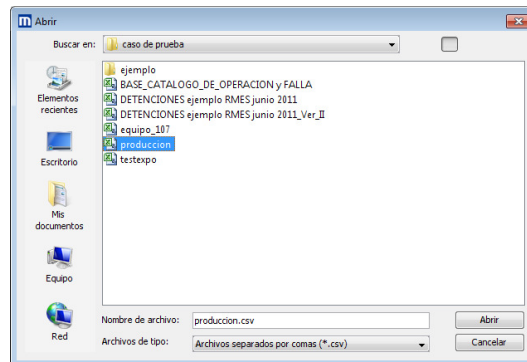 Abrir
Buscar en: caso de prueba
Elementos recientes
Escritorio
Mis documentos
Equipo
Red
ejemplo
BASE_CATALOGO_DE_OPERACION y FALLA
DETENCIONES ejemplo RMES junio 2011
DETENCIONES ejemplo RMES junio 2011_Ver_II
equipo_107
produccion
testexpo
Nombre de archivo: produccion.csv Abrir
Archivos de tipo: Archivos separados por comas (*.csv) Cancelar